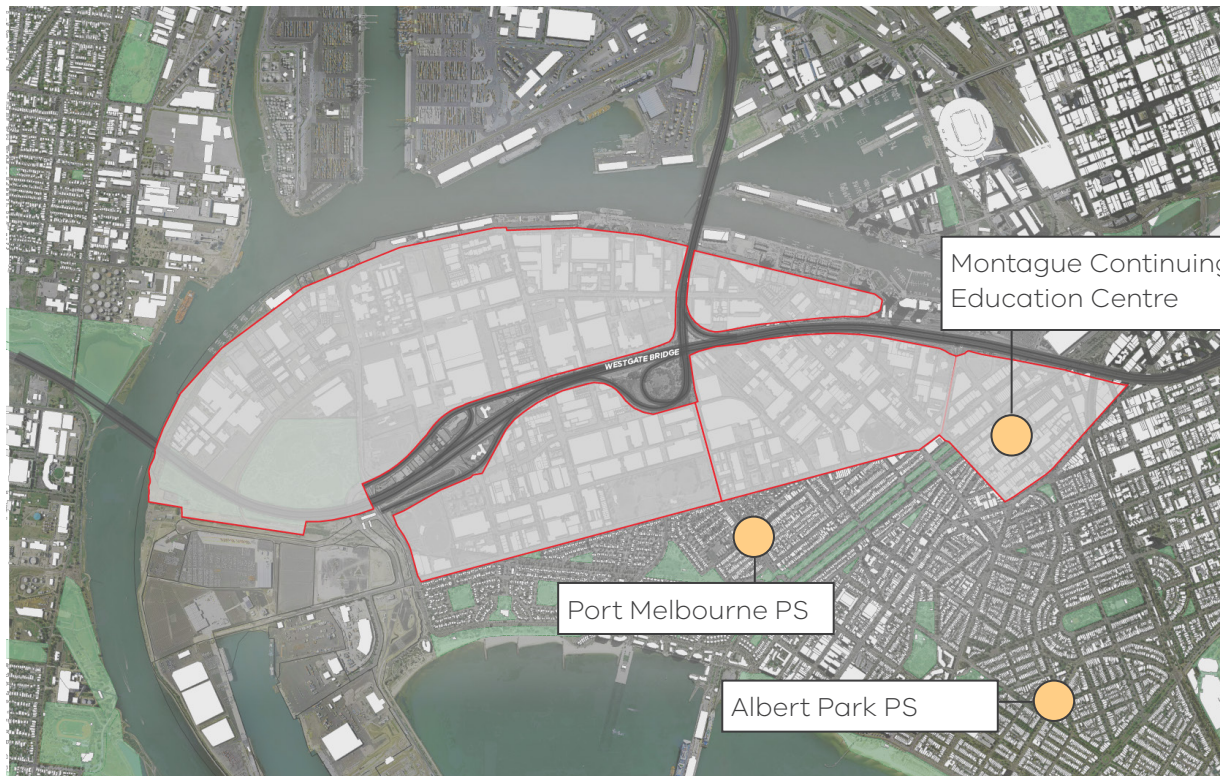 Montague Continuing
Education Centre
WESTGATE BRIDGE
Port Melbourne PS
Albert Park PS